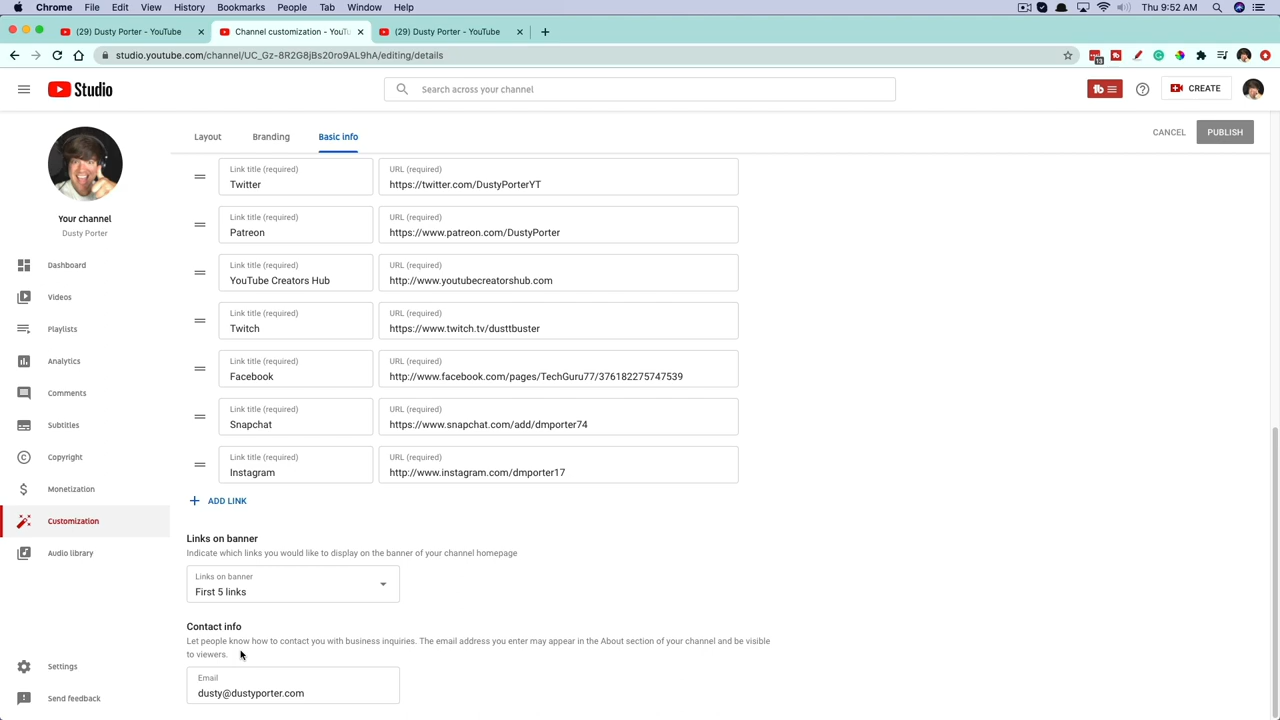 Chrome File Edit View History Bookmarks People Tab Window Help Thu 9:52 AM
(29) Dusty Porter - YouTube
Channel customization - YouT
(29) Dusty Porter - YouTube
studio.youtube.com/channel/UC_Gz-8R2G8jBs20ro9AL9hA/editing/details
Studio
Search across your channel
CREATE
Layout Branding Basic info
CANCEL PUBLISH
Your channel
Dusty Porter
Dashboard
Videos
Playlists
Analytics
Comments
Subtitles
Copyright
Monetization
Customization
Audio library
Settings
Send feedback
Link title (required) URL (required)
Twitter https://twitter.com/DustyPorterYT
Link title (required) URL (required)
Patreon https://www.patreon.com/DustyPorter
Link title (required) URL (required)
YouTube Creators Hub http://www.youtubecreatorshub.com
Link title (required) URL (required)
Twitch https://www.twitch.tv/dusttbuster
Link title (required) URL (required)
Facebook http://www.facebook.com/pages/TechGuru77/376182275747539
Link title (required) URL (required)
Snapchat https://www.snapchat.com/add/dmporter74
Link title (required) URL (required)
Instagram http://www.instagram.com/dmporter17
ADD LINK
Links on banner
Indicate which links you would like to display on the banner of your channel homepage
Links on banner
First 5 links
Contact info
Let people know how to contact you with business inquiries. The email address you enter may appear in the About section of your channel and be visible
to viewers.
Email
dusty@dustyporter.com